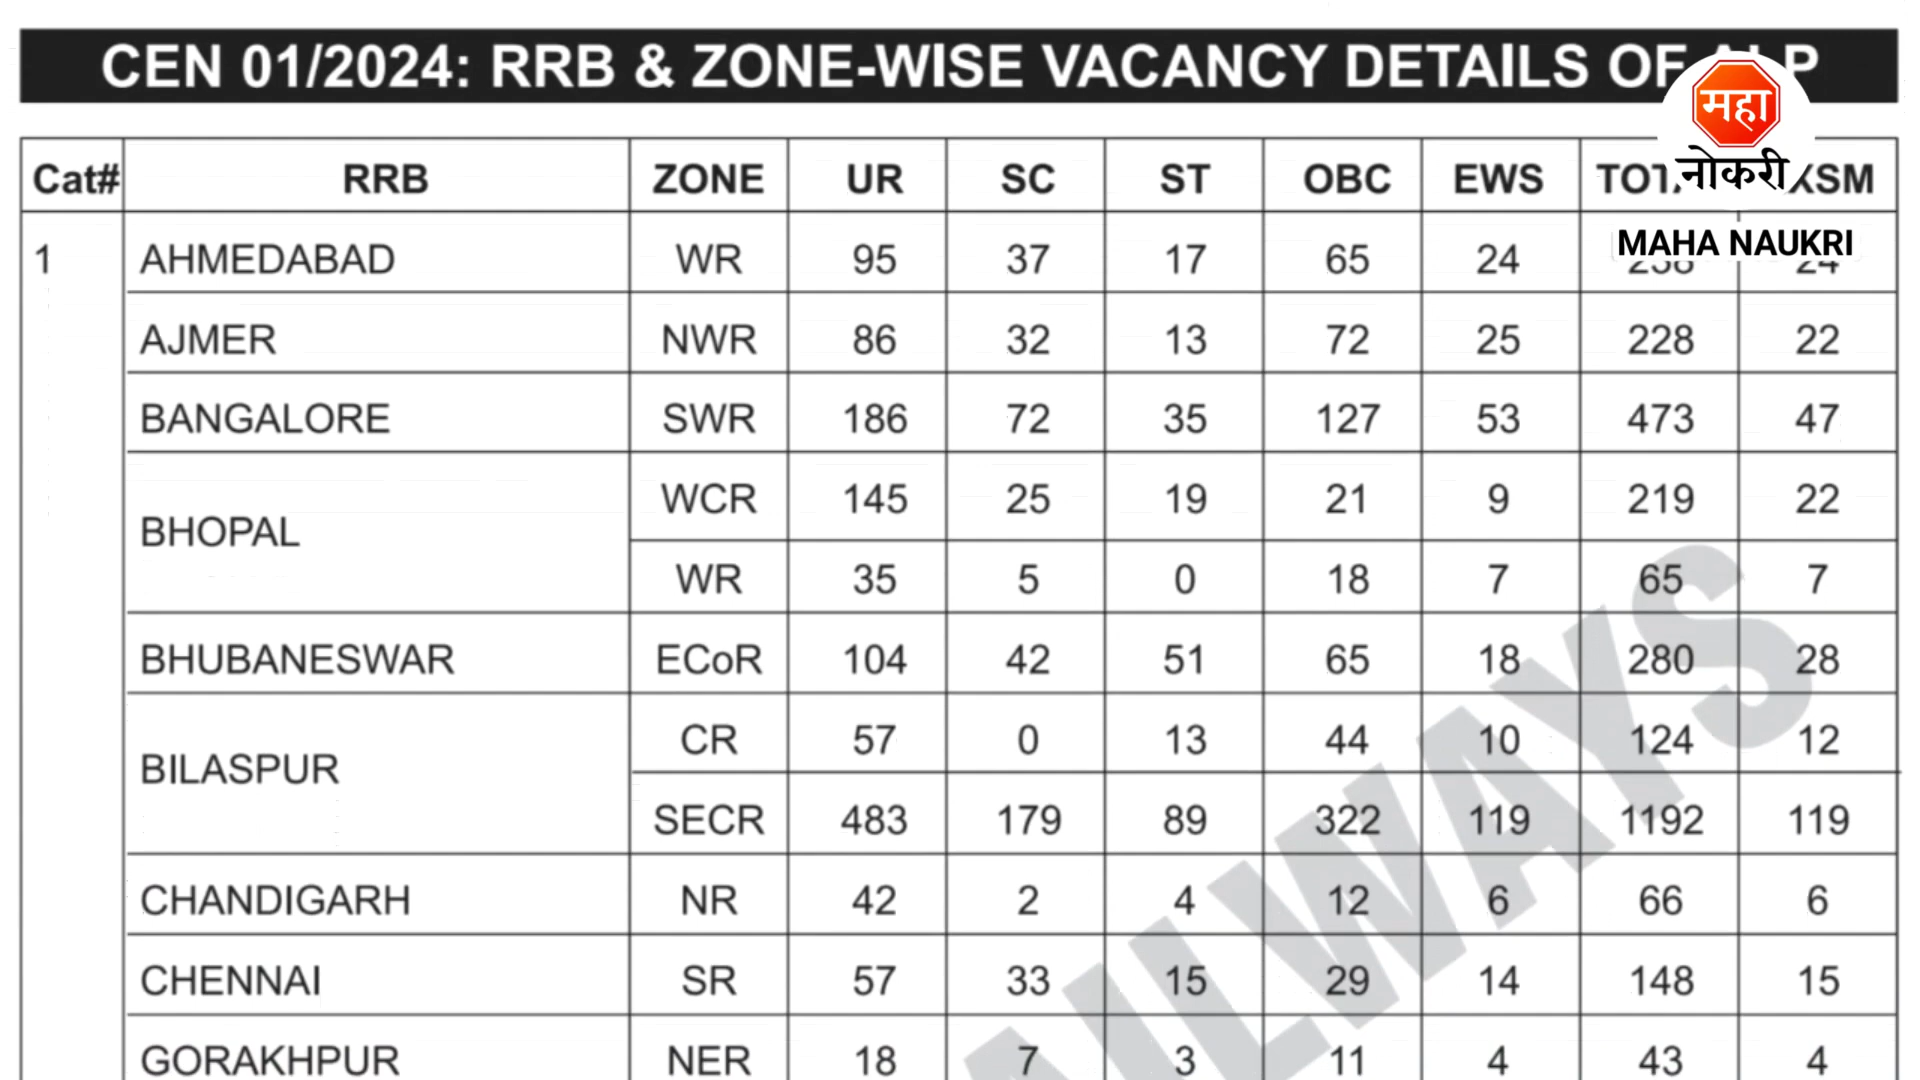 CEN 01/2024: RRB & ZONE-WISE VACANCY DETAILS OF ALP
महा
नोकरी
MAHA NAUKRI
Cat# RRB ZONE UR SC ST OBC EWS
1 AHMEDABAD WR 95 37 17 65 24
AJMER NWR 86 32 13 72 25 228 22
BANGALORE SWR 186 72 35 127 53 473 47
BHOPAL WCR 145 25 19 21 9 219 22
WR 35 5 0 18 7 65 7
BHUBANESWAR ECoR 104 42 51 65 18 280 28
BILASPUR CR 57 0 13 44 10 124 12
SECR 483 179 89 322 119 1192 119
CHANDIGARH NR 42 2 4 12 6 66 6
CHENNAI SR 57 33 15 29 14 148 15
GORAKHPUR NER 18 7 3 11 4 43 4